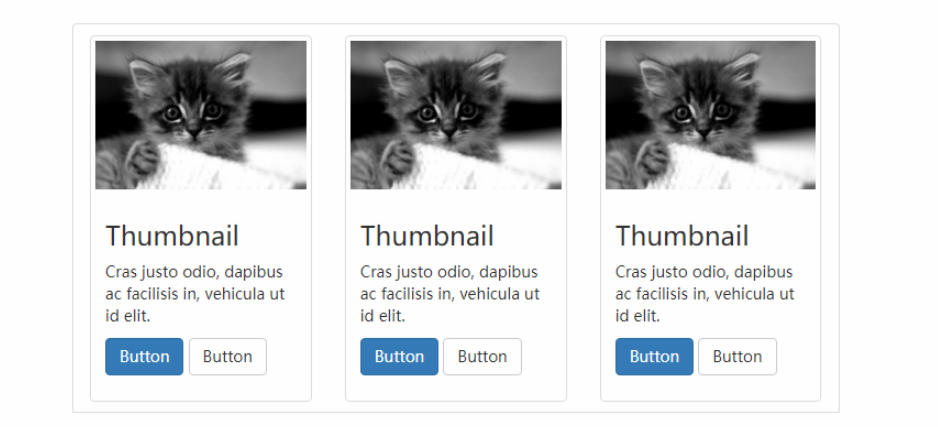 Thumbnail
Cras justo odio, dapibus
ac facilisis in, vehicula ut
id elit.
Button Button
Thumbnail
Cras justo odio, dapibus
ac facilisis in, vehicula ut
id elit.
Button Button
Thumbnail
Cras justo odio, dapibus
ac facilisis in, vehicula ut
id elit.
Button Button